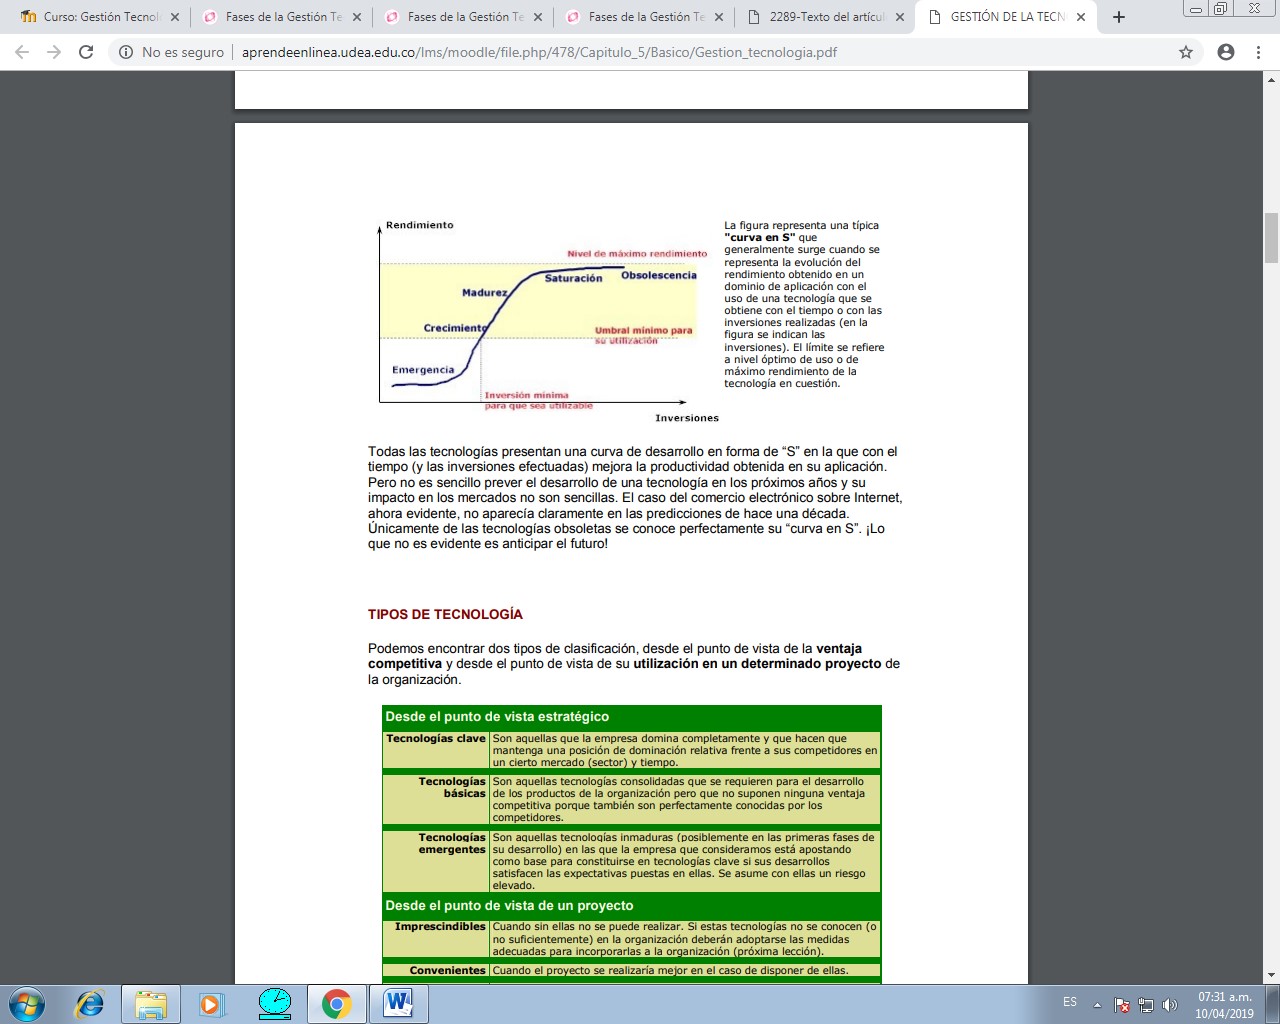 Curso: Gestión Tecnol
Fases de la Gestión Te
Fases de la Gestión Te
Fases de la Gestión Te
2289-Texto del artícul
GESTIÓN DE LA TECN
No es seguro | aprendeenlinea.udea.edu.co/lms/moodle/file.php/478/Capitulo_5/Basico/Gestion_tecnologia.pdf
Rendimiento
Nivel de máximo rendimiento
Saturación
Obsolescencia
Madurez
Crecimiento
Umbral mínimo para
su utilización
Emergencia
Inversión mínima
para que sea utilizable
Inversiones
La figura representa una típica
"curva en S" que
generalmente surge cuando se
representa la evolución del
rendimiento obtenido en un
dominio de aplicación con el
uso de una tecnología que se
obtiene con el tiempo o con las
inversiones realizadas (en la
figura se indican las
inversiones). El límite se refiere
a nivel óptimo de uso o de
máximo rendimiento de la
tecnología en cuestión.
Todas las tecnologías presentan una curva de desarrollo en forma de “S” en la que con el
tiempo (y las inversiones efectuadas) mejora la productividad obtenida en su aplicación.
Pero no es sencillo prever el desarrollo de una tecnología en los próximos años y su
impacto en los mercados no son sencillas. El caso del comercio electrónico sobre Internet,
ahora evidente, no aparecía claramente en las predicciones de hace una década.
Únicamente de las tecnologías obsoletas se conoce perfectamente su “curva en S”. ¡Lo
que no es evidente es anticipar el futuro!
TIPOS DE TECNOLOGÍA
Podemos encontrar dos tipos de clasificación, desde el punto de vista de la ventaja
competitiva y desde el punto de vista de su utilización en un determinado proyecto de
la organización.
Desde el punto de vista estratégico
Tecnologías clave
Son aquellas que la empresa domina completamente y que hacen que
mantenga una posición de dominación relativa frente a sus competidores en
un cierto mercado (sector) y tiempo.
Tecnologías
básicas
Son aquellas tecnologías consolidadas que se requieren para el desarrollo
de los productos de la organización pero que no suponen ninguna ventaja
competitiva porque también son perfectamente conocidas por los
competidores.
Tecnologías
emergentes
Son aquellas tecnologías inmaduras (posiblemente en las primeras fases de
su desarrollo) en las que la empresa que consideramos está apostando
como base para constituirse en tecnologías clave si sus desarrollos
satisfacen las expectativas puestas en ellas. Se asume con ellas un riesgo
elevado.
Desde el punto de vista de un proyecto
Imprescindibles
Cuando sin ellas no se puede realizar. Si estas tecnologías no se conocen (o
no suficientemente) en la organización deberán adoptarse las medidas
adecuadas para incorporarlas a la organización (próxima lección).
Convenientes
Cuando el proyecto se realizaría mejor en el caso de disponer de ellas.
ES
07:31 a.m.
10/04/2019